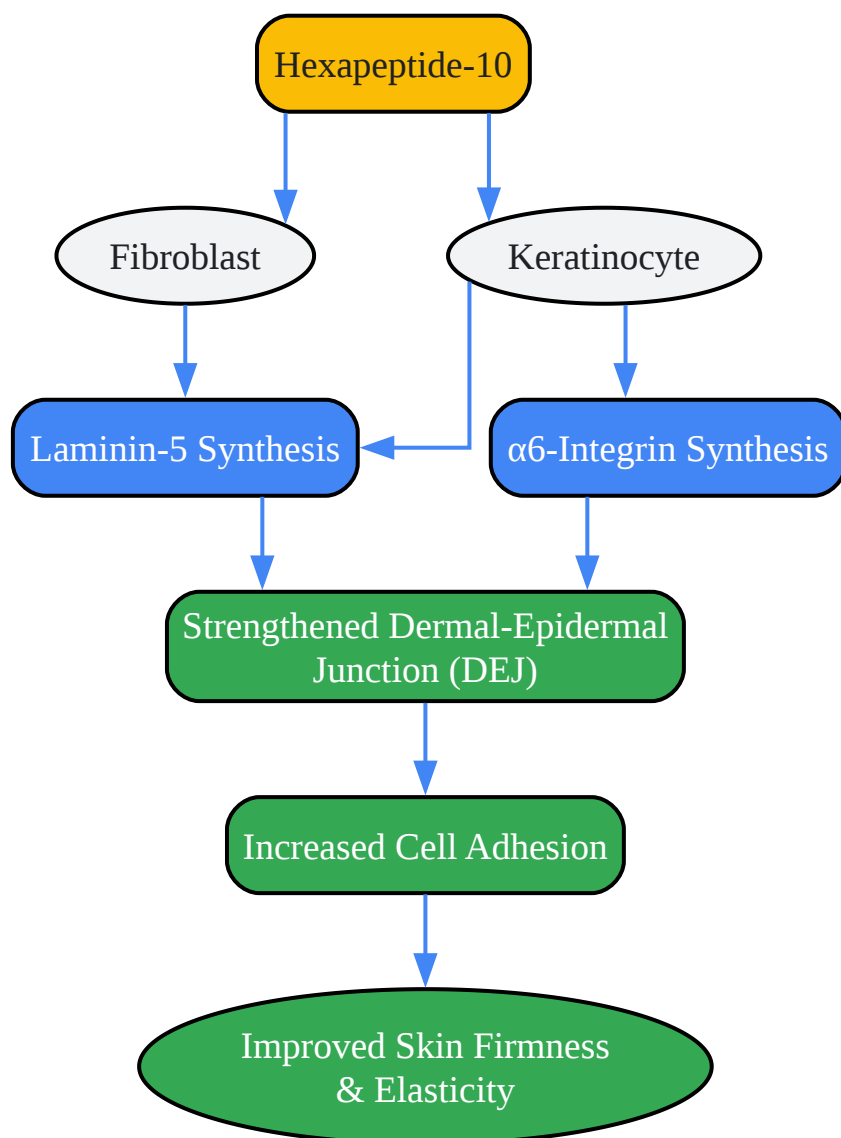 Hexapeptide-10
Fibroblast
Keratinocyte
Laminin-5 Synthesis
α6-Integrin Synthesis
Strengthened Dermal-Epidermal
Junction (DEJ)
Increased Cell Adhesion
Improved Skin Firmness
& Elasticity